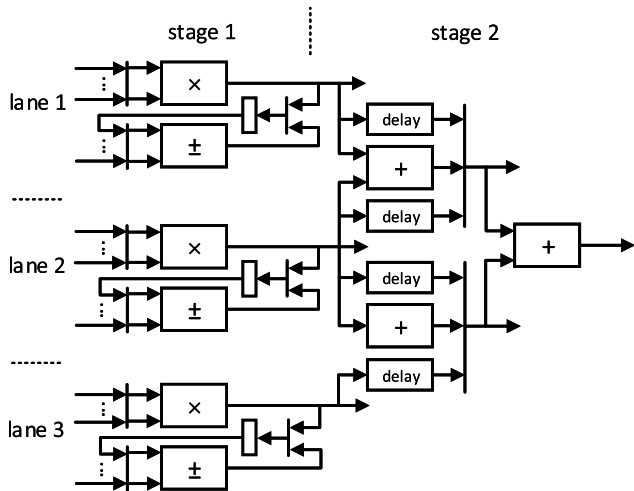 stage 1
stage 2
lane 1
×
±
delay
+
delay
lane 2
×
±
delay
+
delay
+
lane 3
×
±